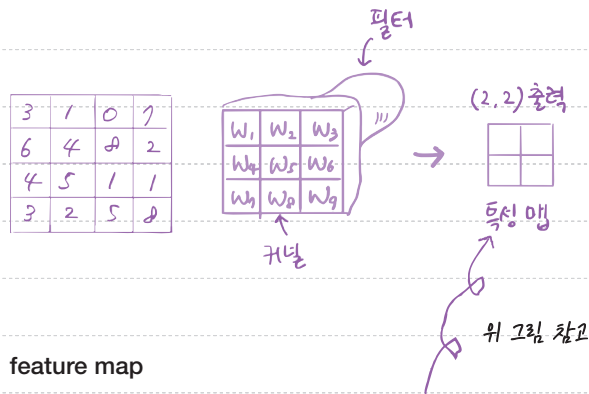 필터
(2,2)출력
3 1 0 7
6 4 8 2
4 5 1 1
3 2 5 8
W1 W2 W3
W4 W5 W6
W7 W8 W9
→
커널
특성 맵
위 그림 참고
feature map